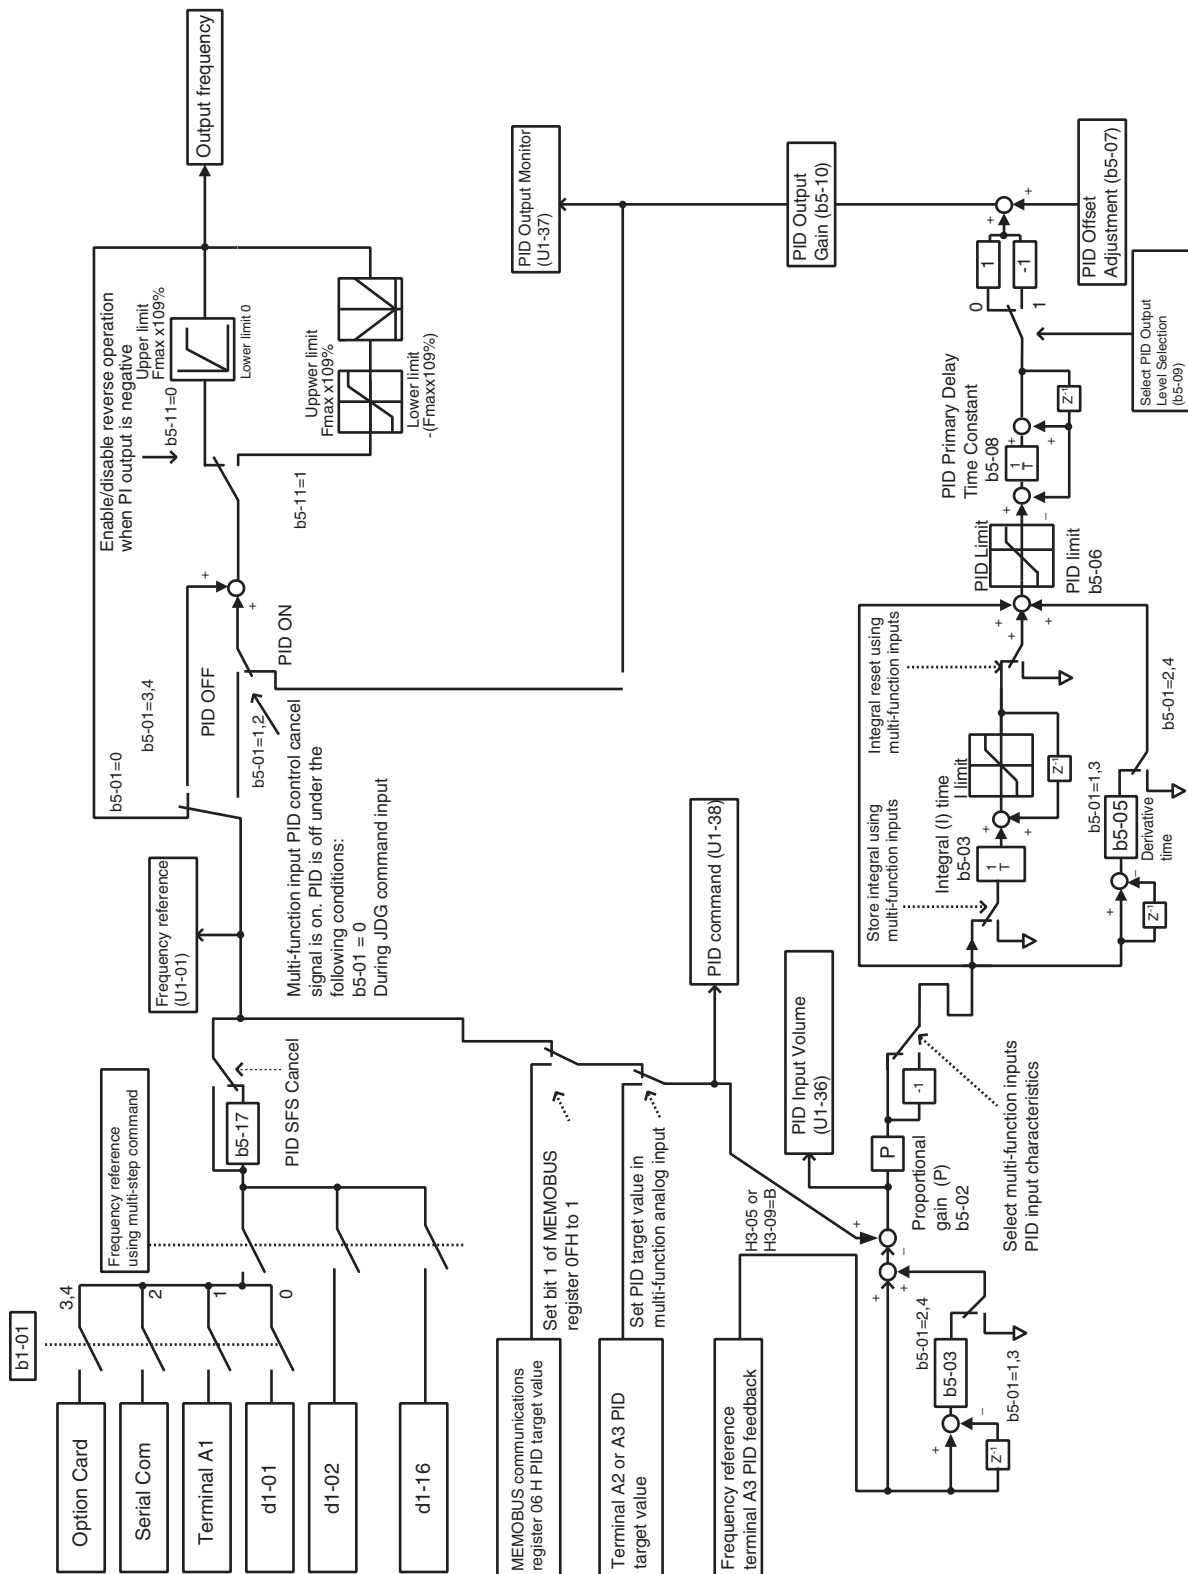 b1-01
Option Card
Serial Com
Terminal A1
d1-01
d1-02
d1-16
3,4
2
1
0
Frequency reference
using multi-step command
b5-17
PID SFS Cancel
Frequency reference
(U1-01)
b5-01=0
b5-01=3,4
PID OFF
b5-01=1,2
PID ON
+
+
Multi-function input PID control cancel
signal is on. PID is off under the
following conditions:
b5-01 = 0
During JDG command input
Enable/disable reverse operation
when PI output is negative
b5-11=0
b5-11=1
Upper limit
Fmax x109%
Lower limit 0
Uppwer limit
Fmax x109%
Lower limit
-(Fmaxx109%)
Output frequency
MEMOBUS communications
register 06 H PID target value
Set bit 1 of MEMOBUS
register 0FH to 1
Terminal A2 or A3 PID
target value
Set PID target value in
multi-function analog input
PID command (U1-38)
Frequency reference
terminal A3 PID feedback
H3-05 or
H3-09=B
PID Input Volume
(U1-36)
PID Output Monitor
(U1-37)
PID Output
Gain (b5-10)
b5-01=2,4
b5-03
b5-01=1,3
Z-1
+
−
+
+
+
−
P
Proportional
gain (P)
b5-02
-1
Select multi-function inputs
PID input characteristics
Store integral using
multi-function inputs
Integral (I) time
b5-03
1
T
+
+
I limit
Z-1
Integral reset using
multi-function inputs
+
+
+
b5-01=1,3
b5-05
Derivative
time
+
−
Z-1
b5-01=2,4
PID Limit
PID limit
b5-06
+
−
PID Primary Delay
Time Constant
b5-08
1
T
+
+
Z-1
0
1
1
-1
+
+
Select PID Output
Level Selection
(b5-09)
PID Offset
Adjustment (b5-07)